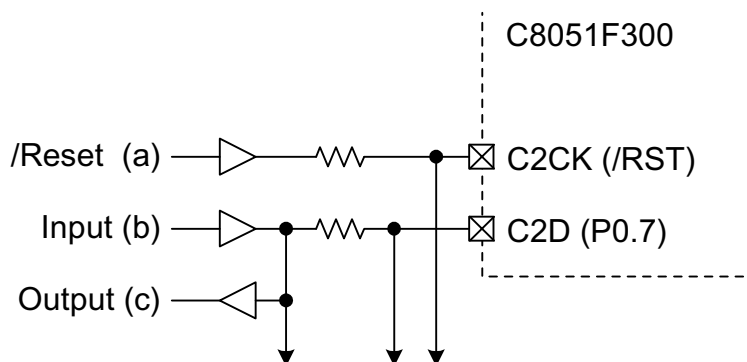 C8051F300
/Reset (a)
C2CK (/RST)
Input (b)
C2D (P0.7)
Output (c)